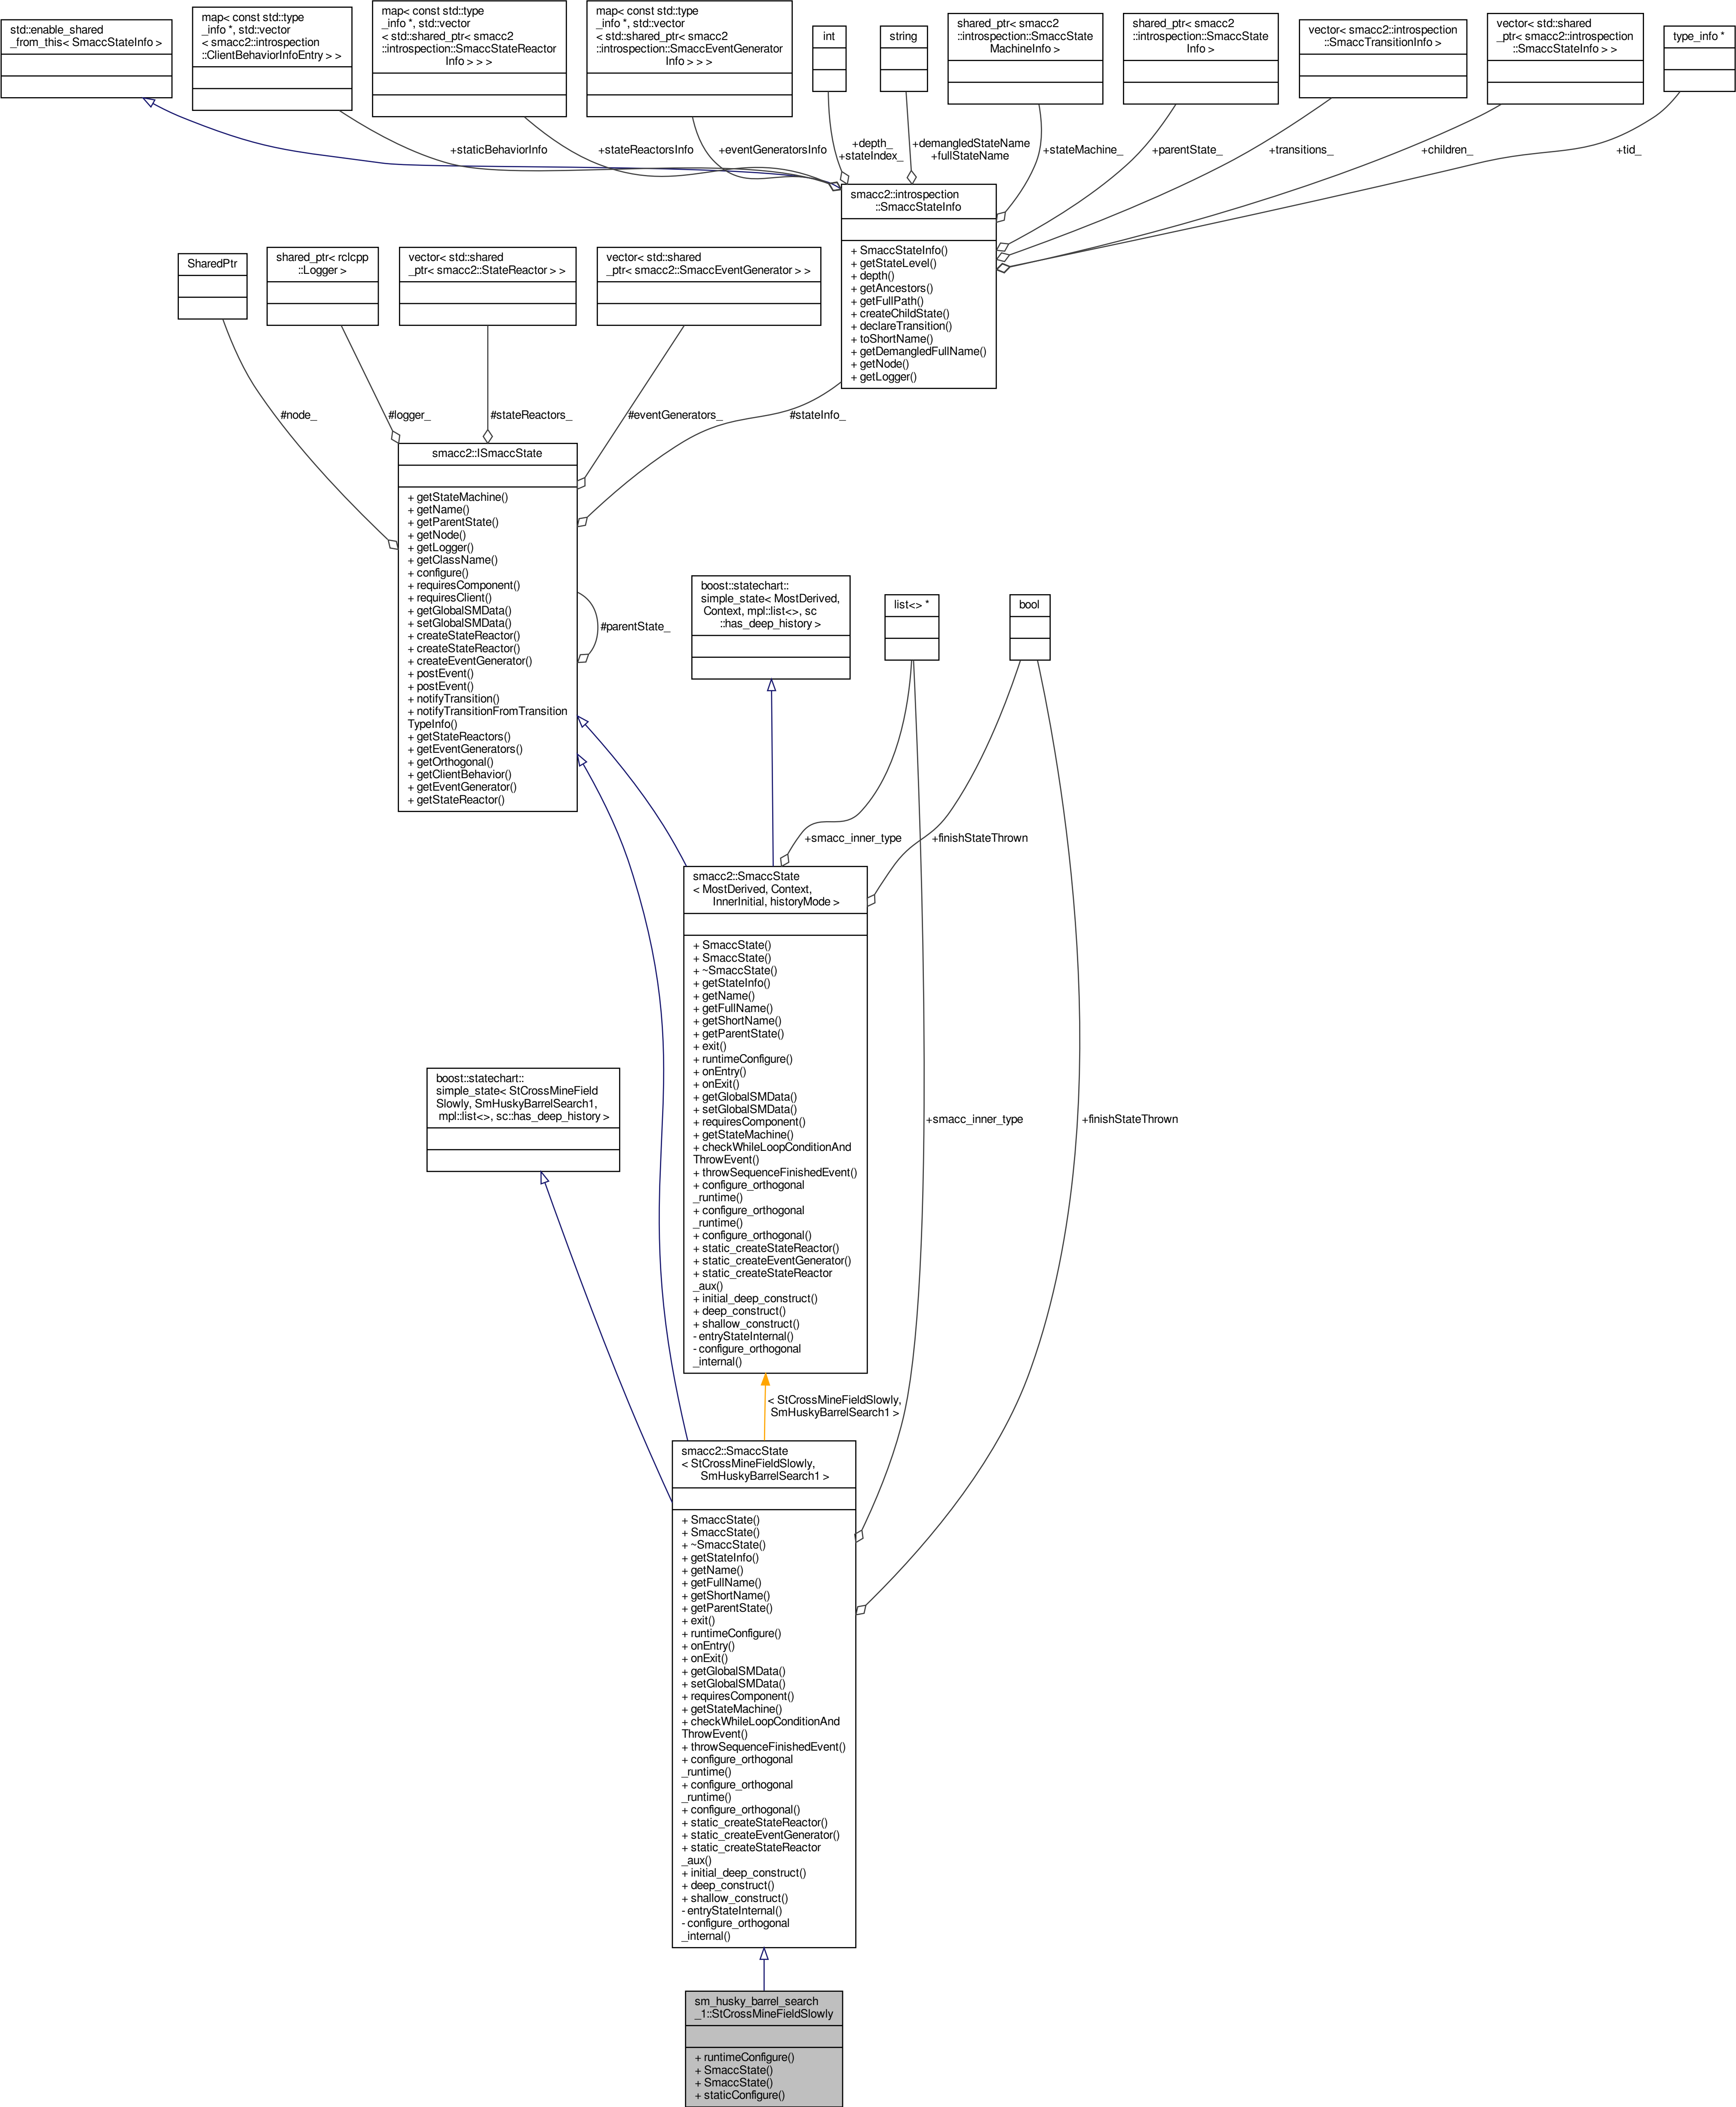 std::enable_shared
_from_this< SmaccStateInfo >
map< const std::type
_info *, std::vector
< smacc2::introspection
::ClientBehaviorInfoEntry > >
map< const std::type
_info *, std::vector
< std::shared_ptr< smacc2
::introspection::SmaccStateReactor
Info > > >
map< const std::type
_info *, std::vector
< std::shared_ptr< smacc2
::introspection::SmaccEventGenerator
Info > > >
int
string
shared_ptr< smacc2
::introspection::SmaccState
MachineInfo >
shared_ptr< smacc2
::introspection::SmaccState
Info >
vector< smacc2::introspection
::SmaccTransitionInfo >
vector< std::shared
_ptr< smacc2::introspection
::SmaccStateInfo > >
type_info *
+staticBehaviorInfo
+stateReactorsInfo
+eventGeneratorsInfo
+depth_
+stateIndex_
+demangledStateName
+fullStateName
+stateMachine_
+parentState_
+transitions_
+children_
+tid_
smacc2::introspection
::SmaccStateInfo
+ SmaccStateInfo()
+ getStateLevel()
+ depth()
+ getAncestors()
+ getFullPath()
+ createChildState()
+ declareTransition()
+ toShortName()
+ getDemangledFullName()
+ getNode()
+ getLogger()
SharedPtr
shared_ptr< rclcpp
::Logger >
vector< std::shared
_ptr< smacc2::StateReactor > >
vector< std::shared
_ptr< smacc2::SmaccEventGenerator > >
#node_
#logger_
#stateReactors_
#eventGenerators_
#stateInfo_
smacc2::ISmaccState
+ getStateMachine()
+ getName()
+ getParentState()
+ getNode()
+ getLogger()
+ getClassName()
+ configure()
+ requiresComponent()
+ requiresClient()
+ getGlobalSMData()
+ setGlobalSMData()
+ createStateReactor()
+ createStateReactor()
+ createEventGenerator()
+ postEvent()
+ postEvent()
+ notifyTransition()
+ notifyTransitionFromTransition
TypeInfo()
+ getStateReactors()
+ getEventGenerators()
+ getOrthogonal()
+ getClientBehavior()
+ getEventGenerator()
+ getStateReactor()
#parentState_
boost::statechart::
simple_state< MostDerived,
Context, mpl::list<>, sc
::has_deep_history >
list<> *
bool
+smacc_inner_type
+finishStateThrown
smacc2::SmaccState
< MostDerived, Context,
InnerInitial, historyMode >
+ SmaccState()
+ SmaccState()
+ ~SmaccState()
+ getStateInfo()
+ getName()
+ getFullName()
+ getShortName()
+ getParentState()
+ exit()
+ runtimeConfigure()
+ onEntry()
+ onExit()
+ getGlobalSMData()
+ setGlobalSMData()
+ requiresComponent()
+ getStateMachine()
+ checkWhileLoopConditionAnd
ThrowEvent()
+ throwSequenceFinishedEvent()
+ configure_orthogonal
_runtime()
+ configure_orthogonal
_runtime()
+ configure_orthogonal()
+ static_createStateReactor()
+ static_createEventGenerator()
+ static_createStateReactor
_aux()
+ initial_deep_construct()
+ deep_construct()
+ shallow_construct()
- entryStateInternal()
- configure_orthogonal
_internal()
boost::statechart::
simple_state< StCrossMineField
Slowly, SmHuskyBarrelSearch1,
mpl::list<>, sc::has_deep_history >
+smacc_inner_type
+finishStateThrown
< StCrossMineFieldSlowly,
SmHuskyBarrelSearch1 >
smacc2::SmaccState
< StCrossMineFieldSlowly,
SmHuskyBarrelSearch1 >
+ SmaccState()
+ SmaccState()
+ ~SmaccState()
+ getStateInfo()
+ getName()
+ getFullName()
+ getShortName()
+ getParentState()
+ exit()
+ runtimeConfigure()
+ onEntry()
+ onExit()
+ getGlobalSMData()
+ setGlobalSMData()
+ requiresComponent()
+ getStateMachine()
+ checkWhileLoopConditionAnd
ThrowEvent()
+ throwSequenceFinishedEvent()
+ configure_orthogonal
_runtime()
+ configure_orthogonal
_runtime()
+ configure_orthogonal()
+ static_createStateReactor()
+ static_createEventGenerator()
+ static_createStateReactor
_aux()
+ initial_deep_construct()
+ deep_construct()
+ shallow_construct()
- entryStateInternal()
- configure_orthogonal
_internal()
sm_husky_barrel_search
_1::StCrossMineFieldSlowly
+ runtimeConfigure()
+ SmaccState()
+ SmaccState()
+ staticConfigure()